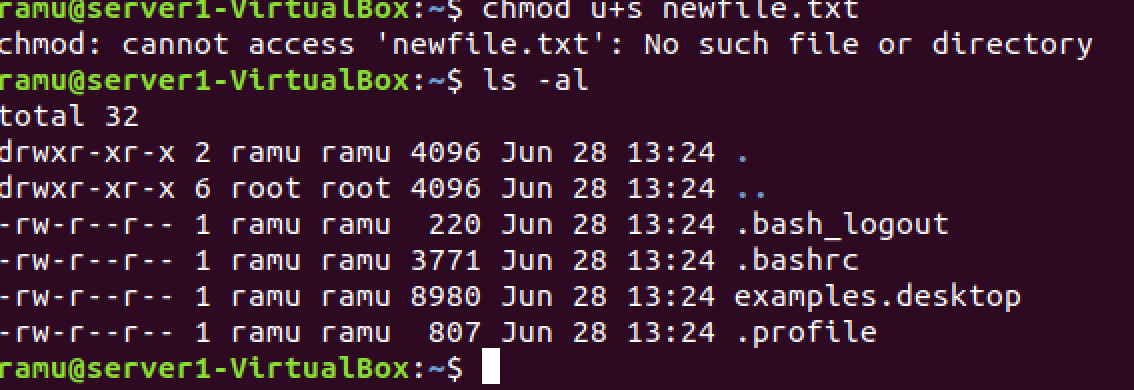 ramu@server1-VirtualBox:~$ chmod u+s newfile.txt
chmod: cannot access 'newfile.txt': No such file or directory
ramu@server1-VirtualBox:~$ ls -al
total 32
drwxr-xr-x 2 ramu ramu 4096 Jun 28 13:24 .
drwxr-xr-x 6 root root 4096 Jun 28 13:24 ..
-rw-r--r-- 1 ramu ramu  220 Jun 28 13:24 .bash_logout
-rw-r--r-- 1 ramu ramu 3771 Jun 28 13:24 .bashrc
-rw-r--r-- 1 ramu ramu 8980 Jun 28 13:24 examples.desktop
-rw-r--r-- 1 ramu ramu  807 Jun 28 13:24 .profile
ramu@server1-VirtualBox:~$